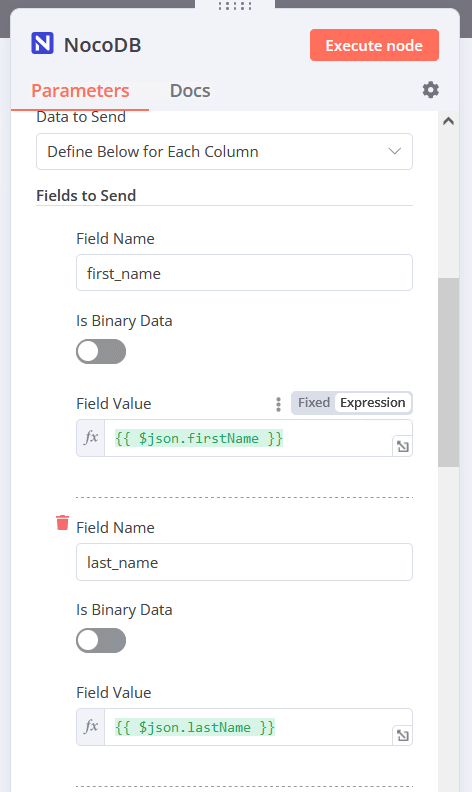 NocoDB
Execute node
Parameters
Docs
Data to Send
Define Below for Each Column
Fields to Send
Field Name
first_name
Is Binary Data
Field Value
Fixed Expression
fx {{ $json.firstName }}
Field Name
last_name
Is Binary Data
Field Value
fx {{ $json.lastName }}